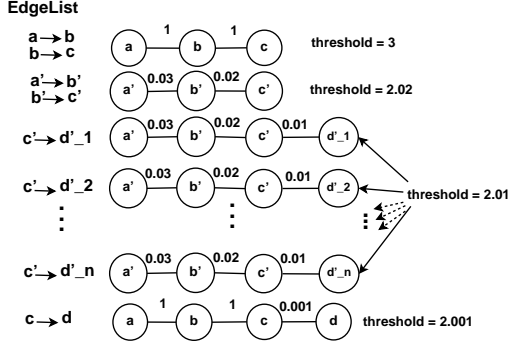 EdgeList
a → b
b → c
1 1
a b c
threshold = 3
a' → b'
b' → c'
0.03 0.02
a' b' c'
threshold = 2.02
c' → d'_1
0.03 0.02 0.01
a' b' c' d'_1
c' → d'_2
0.03 0.02 0.01
a' b' c' d'_2
threshold = 2.01
c' → d'_n
0.03 0.02 0.01
a' b' c' d'_n
c → d
1 1 0.001
a b c d
threshold = 2.001